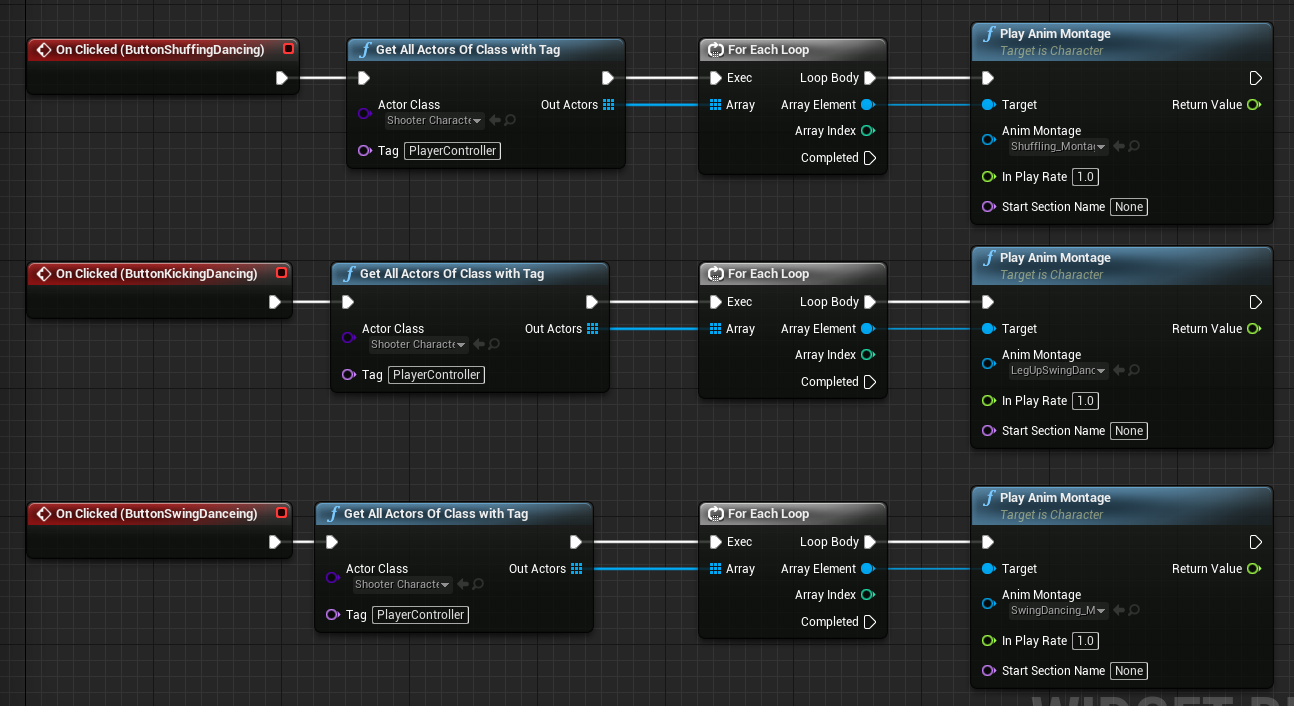 On Clicked (ButtonShuffingDancing)
Get All Actors Of Class with Tag
Actor Class
Shooter Characte
Out Actors
Tag PlayerController
For Each Loop
Exec Loop Body
Array Array Element
Array Index
Completed
Play Anim Montage
Target is Character
Target Return Value
Anim Montage
Shuffling_Monta
In Play Rate 1.0
Start Section Name None
On Clicked (ButtonKickingDancing)
Get All Actors Of Class with Tag
Actor Class
Shooter Characte
Out Actors
Tag PlayerController
For Each Loop
Exec Loop Body
Array Array Element
Array Index
Completed
Play Anim Montage
Target is Character
Target Return Value
Anim Montage
LegUpSwingDanc
In Play Rate 1.0
Start Section Name None
On Clicked (ButtonSwingDanceing)
Get All Actors Of Class with Tag
Actor Class
Shooter Characte
Out Actors
Tag PlayerController
For Each Loop
Exec Loop Body
Array Array Element
Array Index
Completed
Play Anim Montage
Target is Character
Target Return Value
Anim Montage
SwingDancing_M
In Play Rate 1.0
Start Section Name None
WIDGET